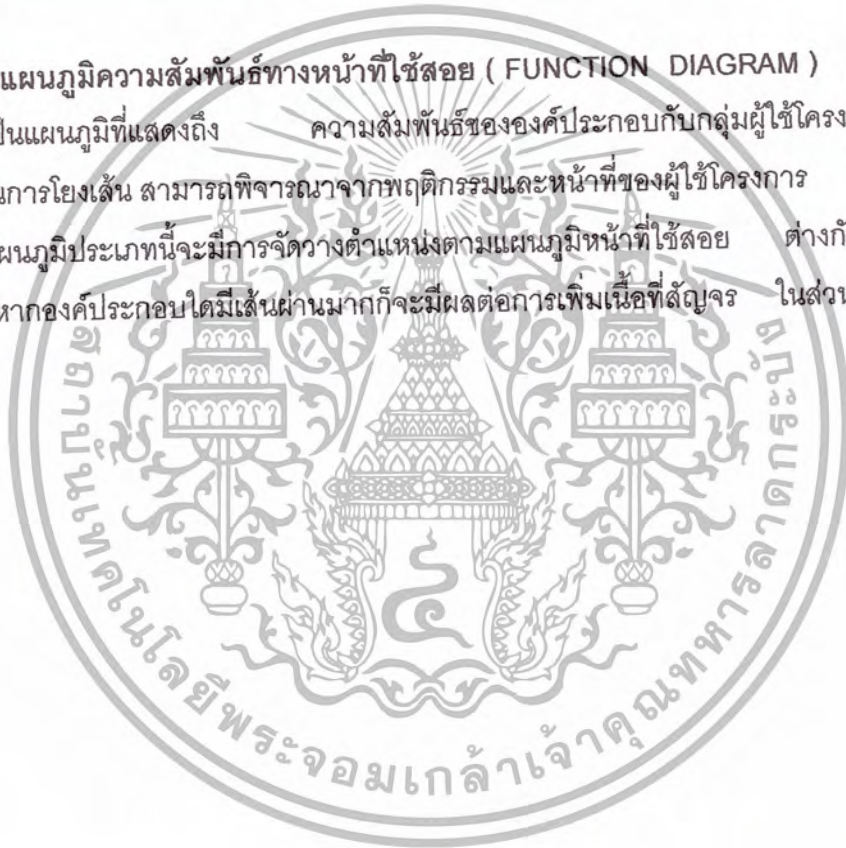 แผนภูมิความสัมพันธ์ทางหน้าที่ใช้สอย ( FUNCTION DIAGRAM )
ป็นแผนภูมิที่แสดงถึง ความสัมพันธ์ขององค์ประกอบกับกลุ่มผู้ใช้โครง
นการโยงเส้น สามารถพิจารณาจากพฤติกรรมและหน้าที่ของผู้ใช้โครงการ
ผนภูมิประเภทนี้จะมีการจัดวางตำแหน่งตามแผนภูมิหน้าที่ใช้สอย ต่างกั
หากองค์ประกอบใดมีเส้นผ่านมากก็จะมีผลต่อการเพิ่มเนื้อที่สัญจร ในส่วน
สถาบันเทคโนโลยีพระจอมเกล้าเจ้าคุณทหารลาดกระบัง